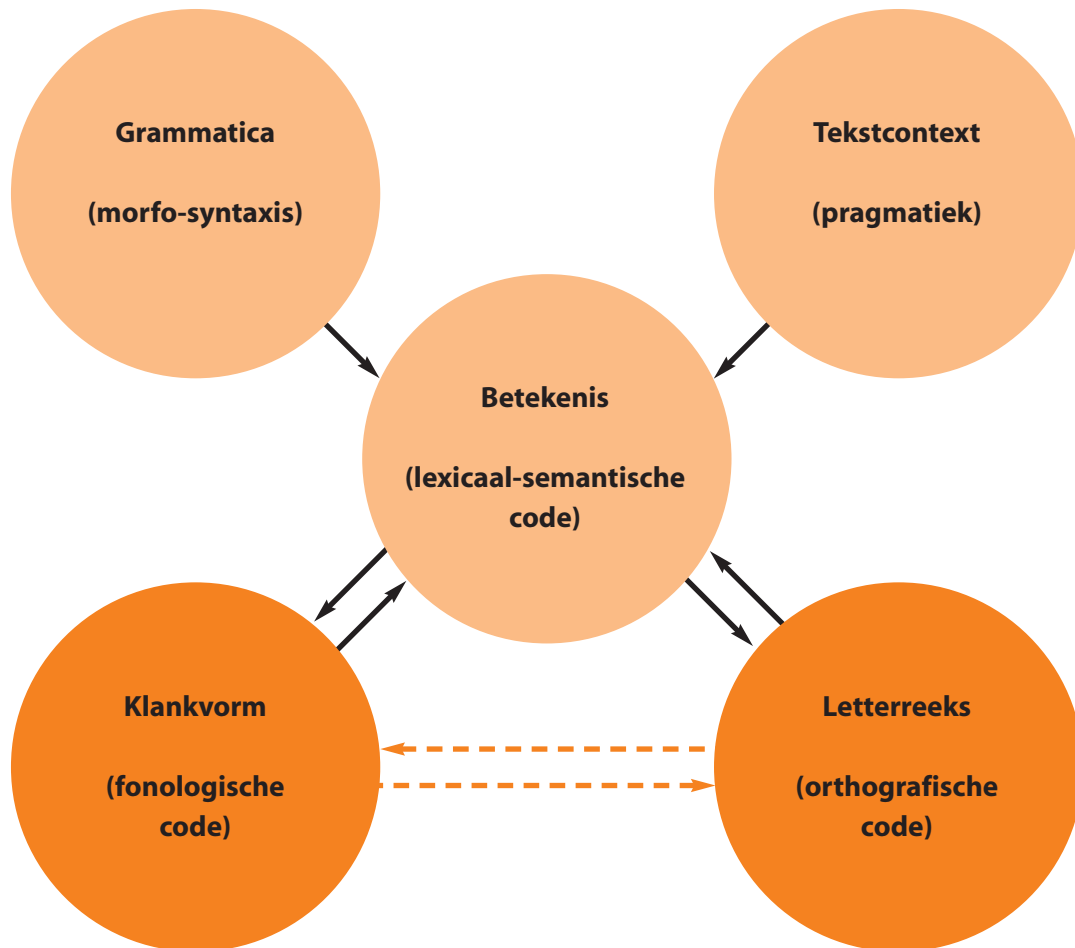 Grammatica
(morfo-syntaxis)
Tekstcontext
(pragmatiek)
Betekenis
(lexicaal-semantische
code)
Klankvorm
(fonologische
code)
Letterreeks
(orthografische
code)